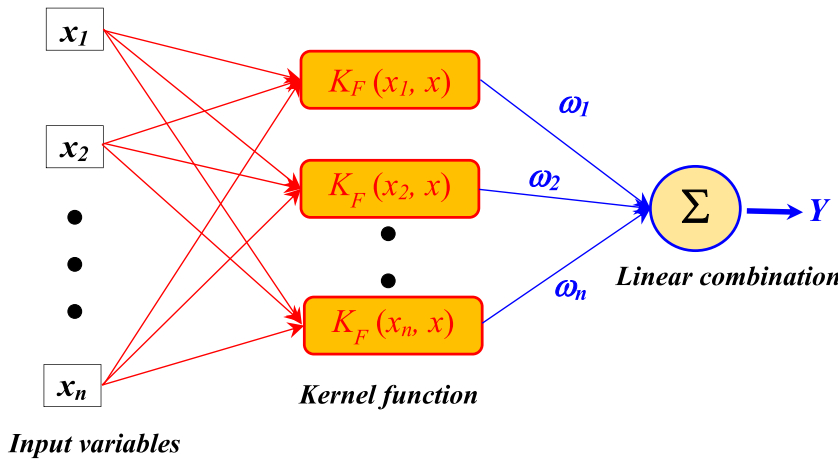 x1
x2
xn
Input variables
KF (x1, x)
KF (x2, x)
KF (xn, x)
Kernel function
ω1
ω2
ωn
Σ
Y
Linear combination